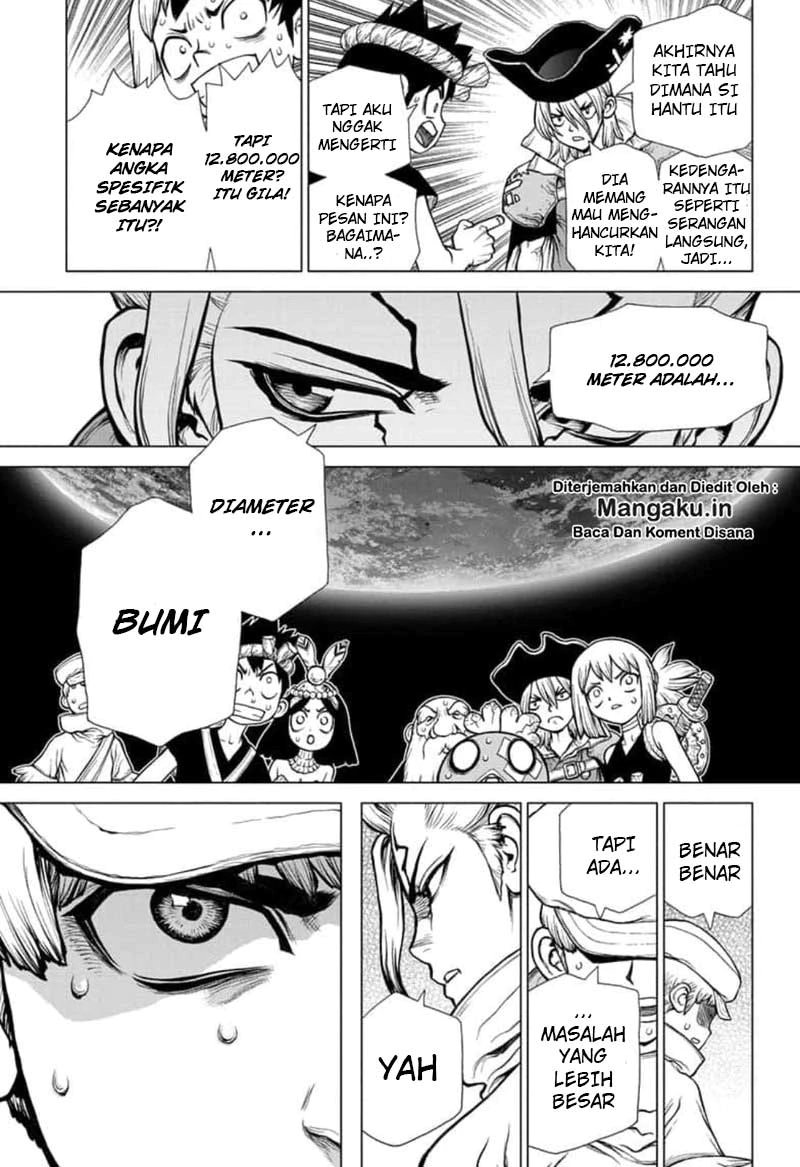 AKHIRNYA
KITA TAHU
DIMANA SI
HANTU ITU
KEDENGA-
RANNYA ITU
SEPERTI
SERANGAN
LANGSUNG,
JADI...
DIA
MEMANG
MAU MENG-
HANCURKAN
KITA!
TAPI AKU
NGGAK
MENGERTI
KENAPA
PESAN INI?
BAGAIMA-
NA..?
TAPI
12.800.000
METER?
ITU GILA!
KENAPA
ANGKA
SPESIFIK
SEBANYAK
ITU?!
12.800.000
METER ADALAH...
DIAMETER
...
BUMI
Diterjemahkan dan Diedit Oleh :
Mangaku.in
Baca Dan Koment Disana
BENAR
BENAR
TAPI
ADA...
...
MASALAH
YANG
LEBIH
BESAR
YAH